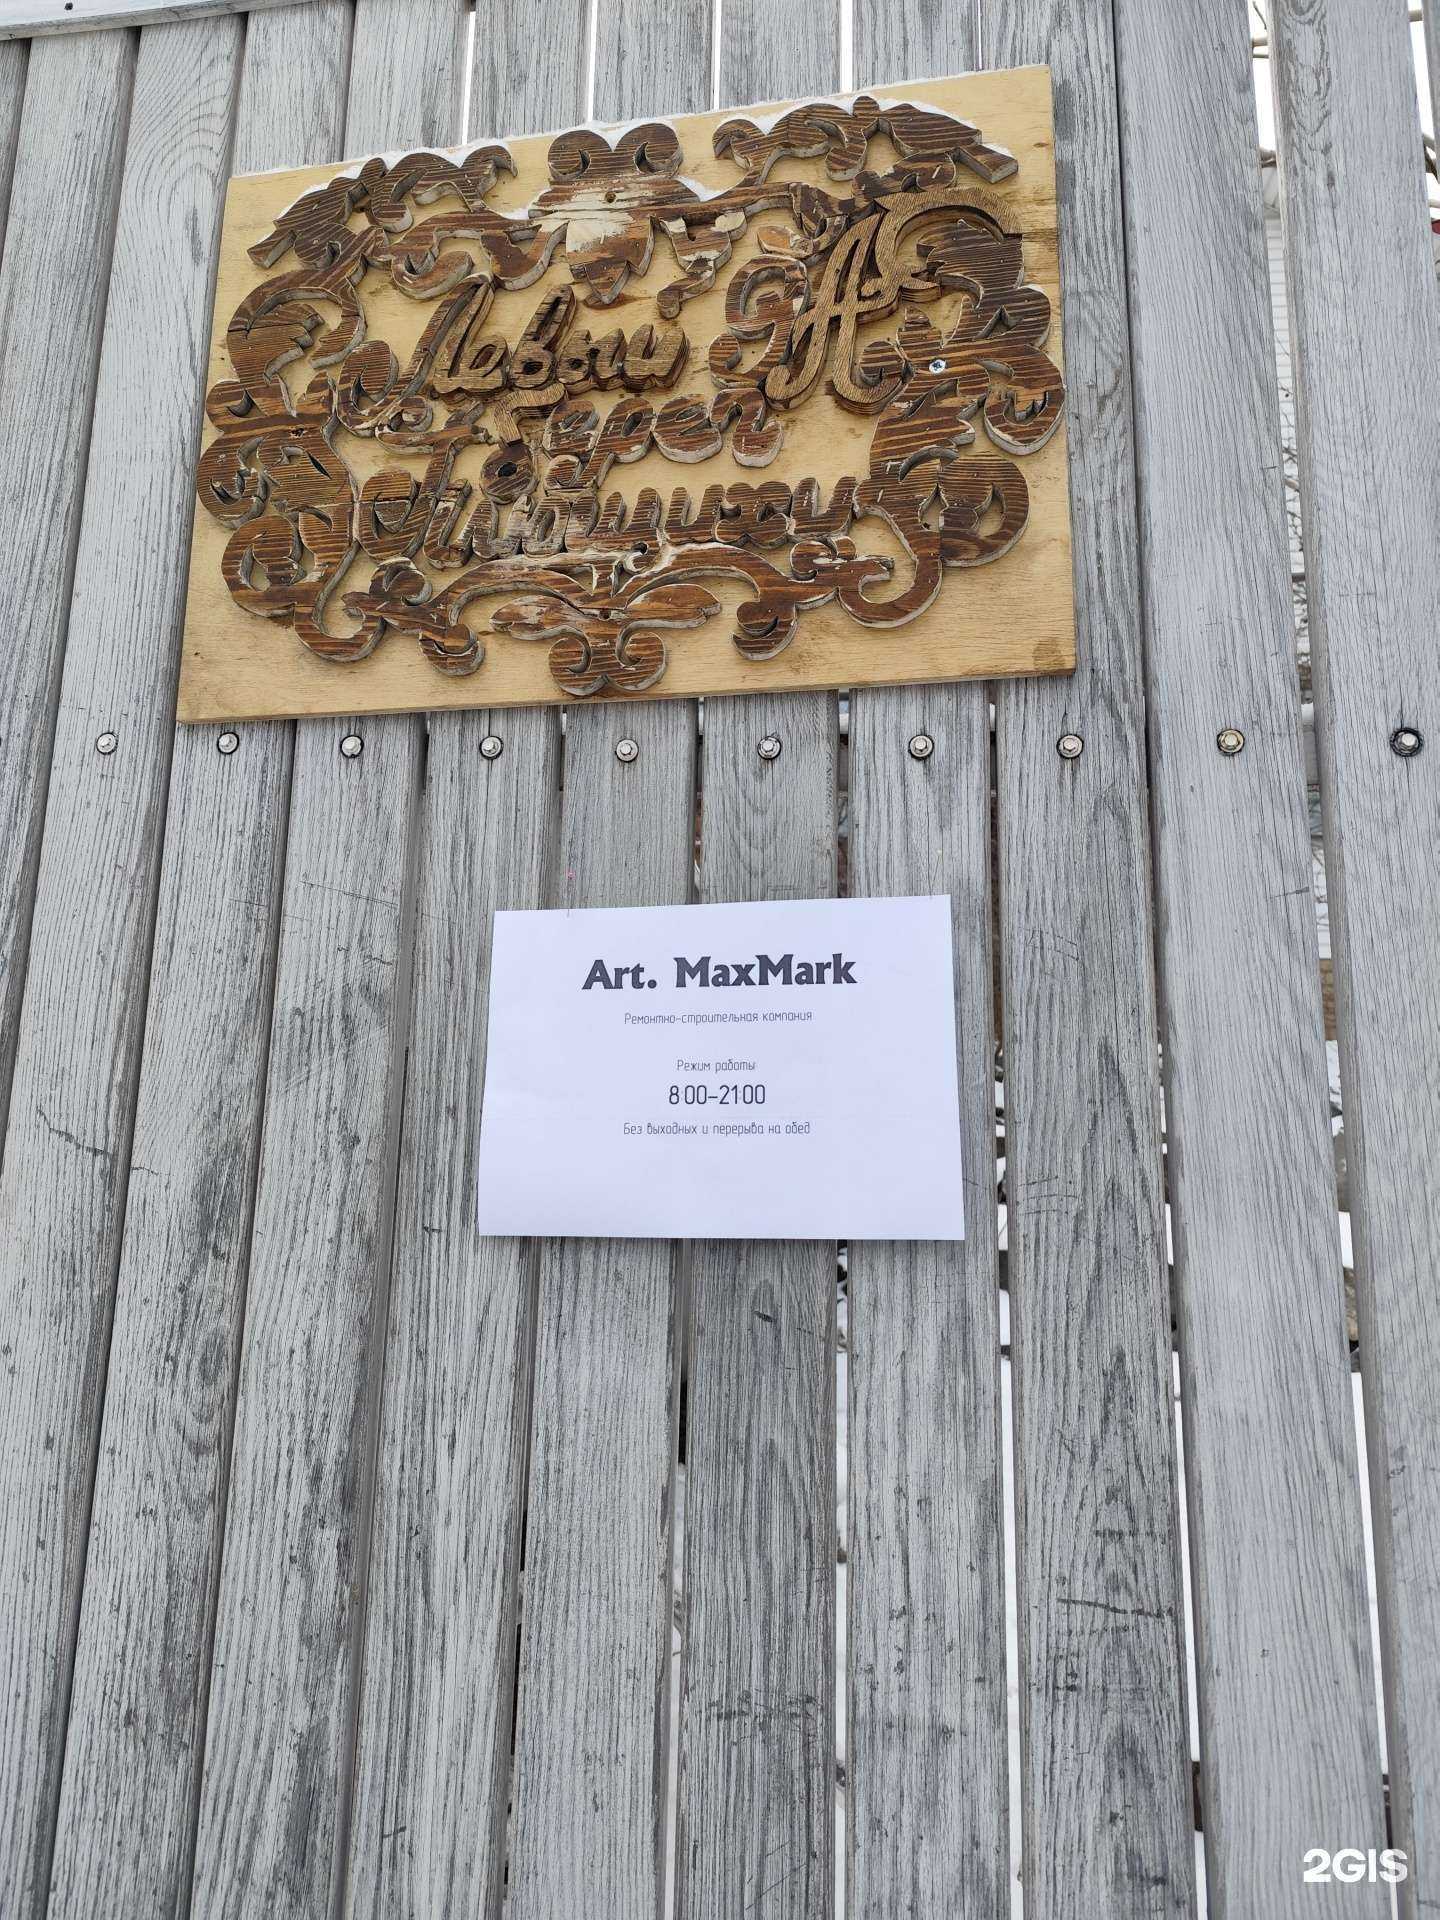 Левый
Берег
Плющихи
Art. MaxMark
Ремонтно-строительная компания
Режим работы
8:00-21:00
Без выходных и перерыва на обед
2GIS